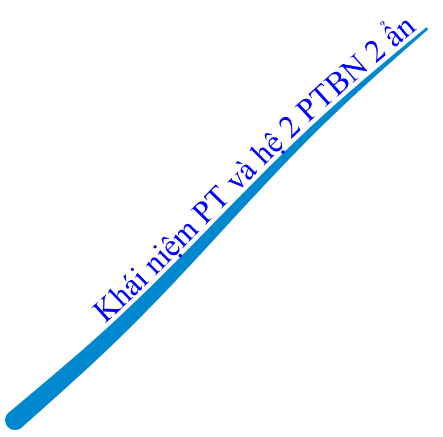 Khái niệm PT và hệ 2 PTBN 2 ẩn